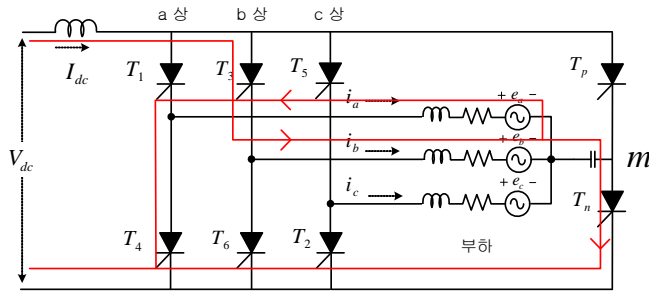 a 상 b 상 c 상
I_dc
T_1 T_3 T_5 T_p
i_a + e_a −
V_dc
i_b + e_b − m
i_c + e_c −
T_4 T_6 T_2 T_n
부하